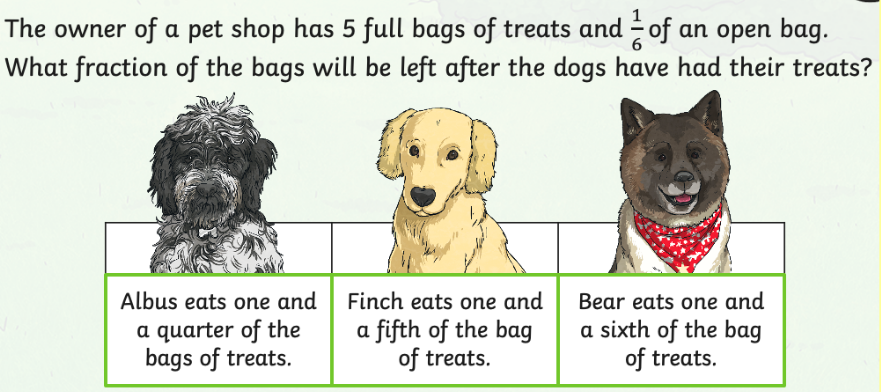 The owner of a pet shop has 5 full bags of treats and 1/6 of an open bag.
What fraction of the bags will be left after the dogs have had their treats?
Albus eats one and
a quarter of the
bags of treats.
Finch eats one and
a fifth of the bag
of treats.
Bear eats one and
a sixth of the bag
of treats.